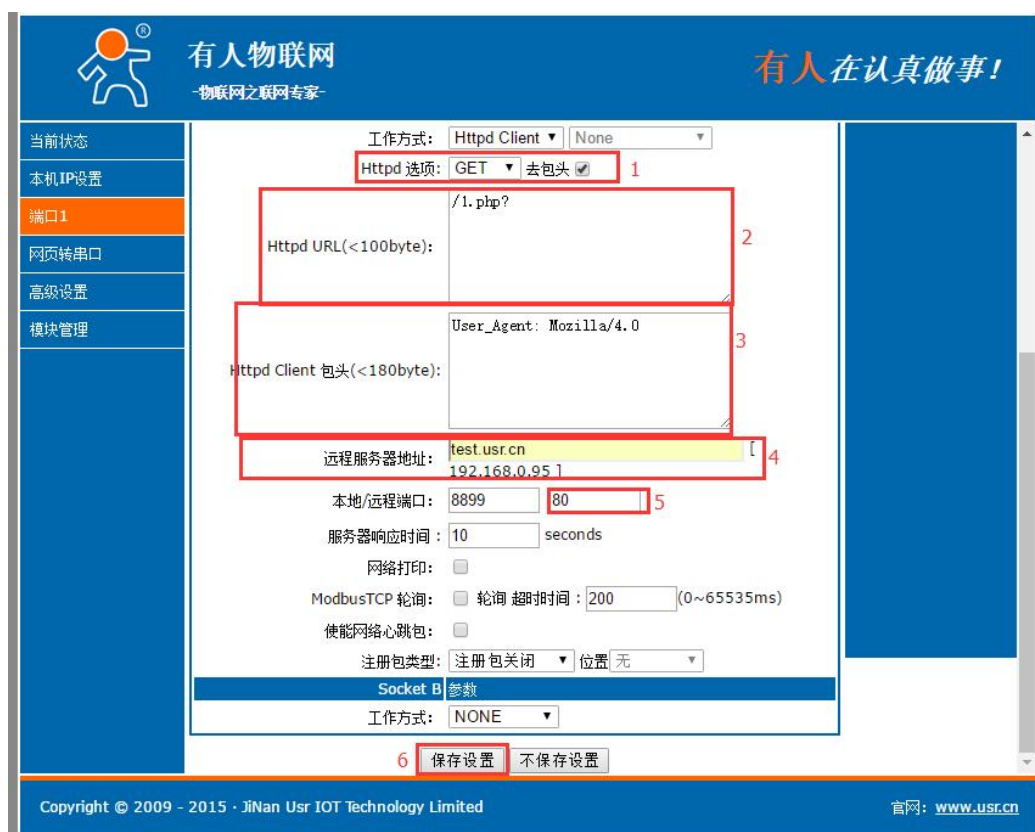 ®
有人物联网
-物联网之联网专家-
有人在认真做事!
当前状态
本机IP设置
端口1
网页转串口
高级设置
模块管理
工作方式: Httpd Client None
Httpd 选项: GET 去包头 1
Httpd URL(<100byte): /1.php? 2
Httpd Client 包头(<180byte): User_Agent: Mozilla/4.0 3
远程服务器地址: test.usr.cn [
192.168.0.95 ] 4
本地/远程端口: 8899 80 5
服务器响应时间 : 10 seconds
网络打印:
ModbusTCP 轮询: 轮询 超时时间 : 200 (0~65535ms)
使能网络心跳包:
注册包类型: 注册包关闭 位置 无
Socket B 参数
工作方式: NONE
6 保存设置 不保存设置
Copyright © 2009 - 2015 · JiNan Usr IOT Technology Limited 官网: www.usr.cn